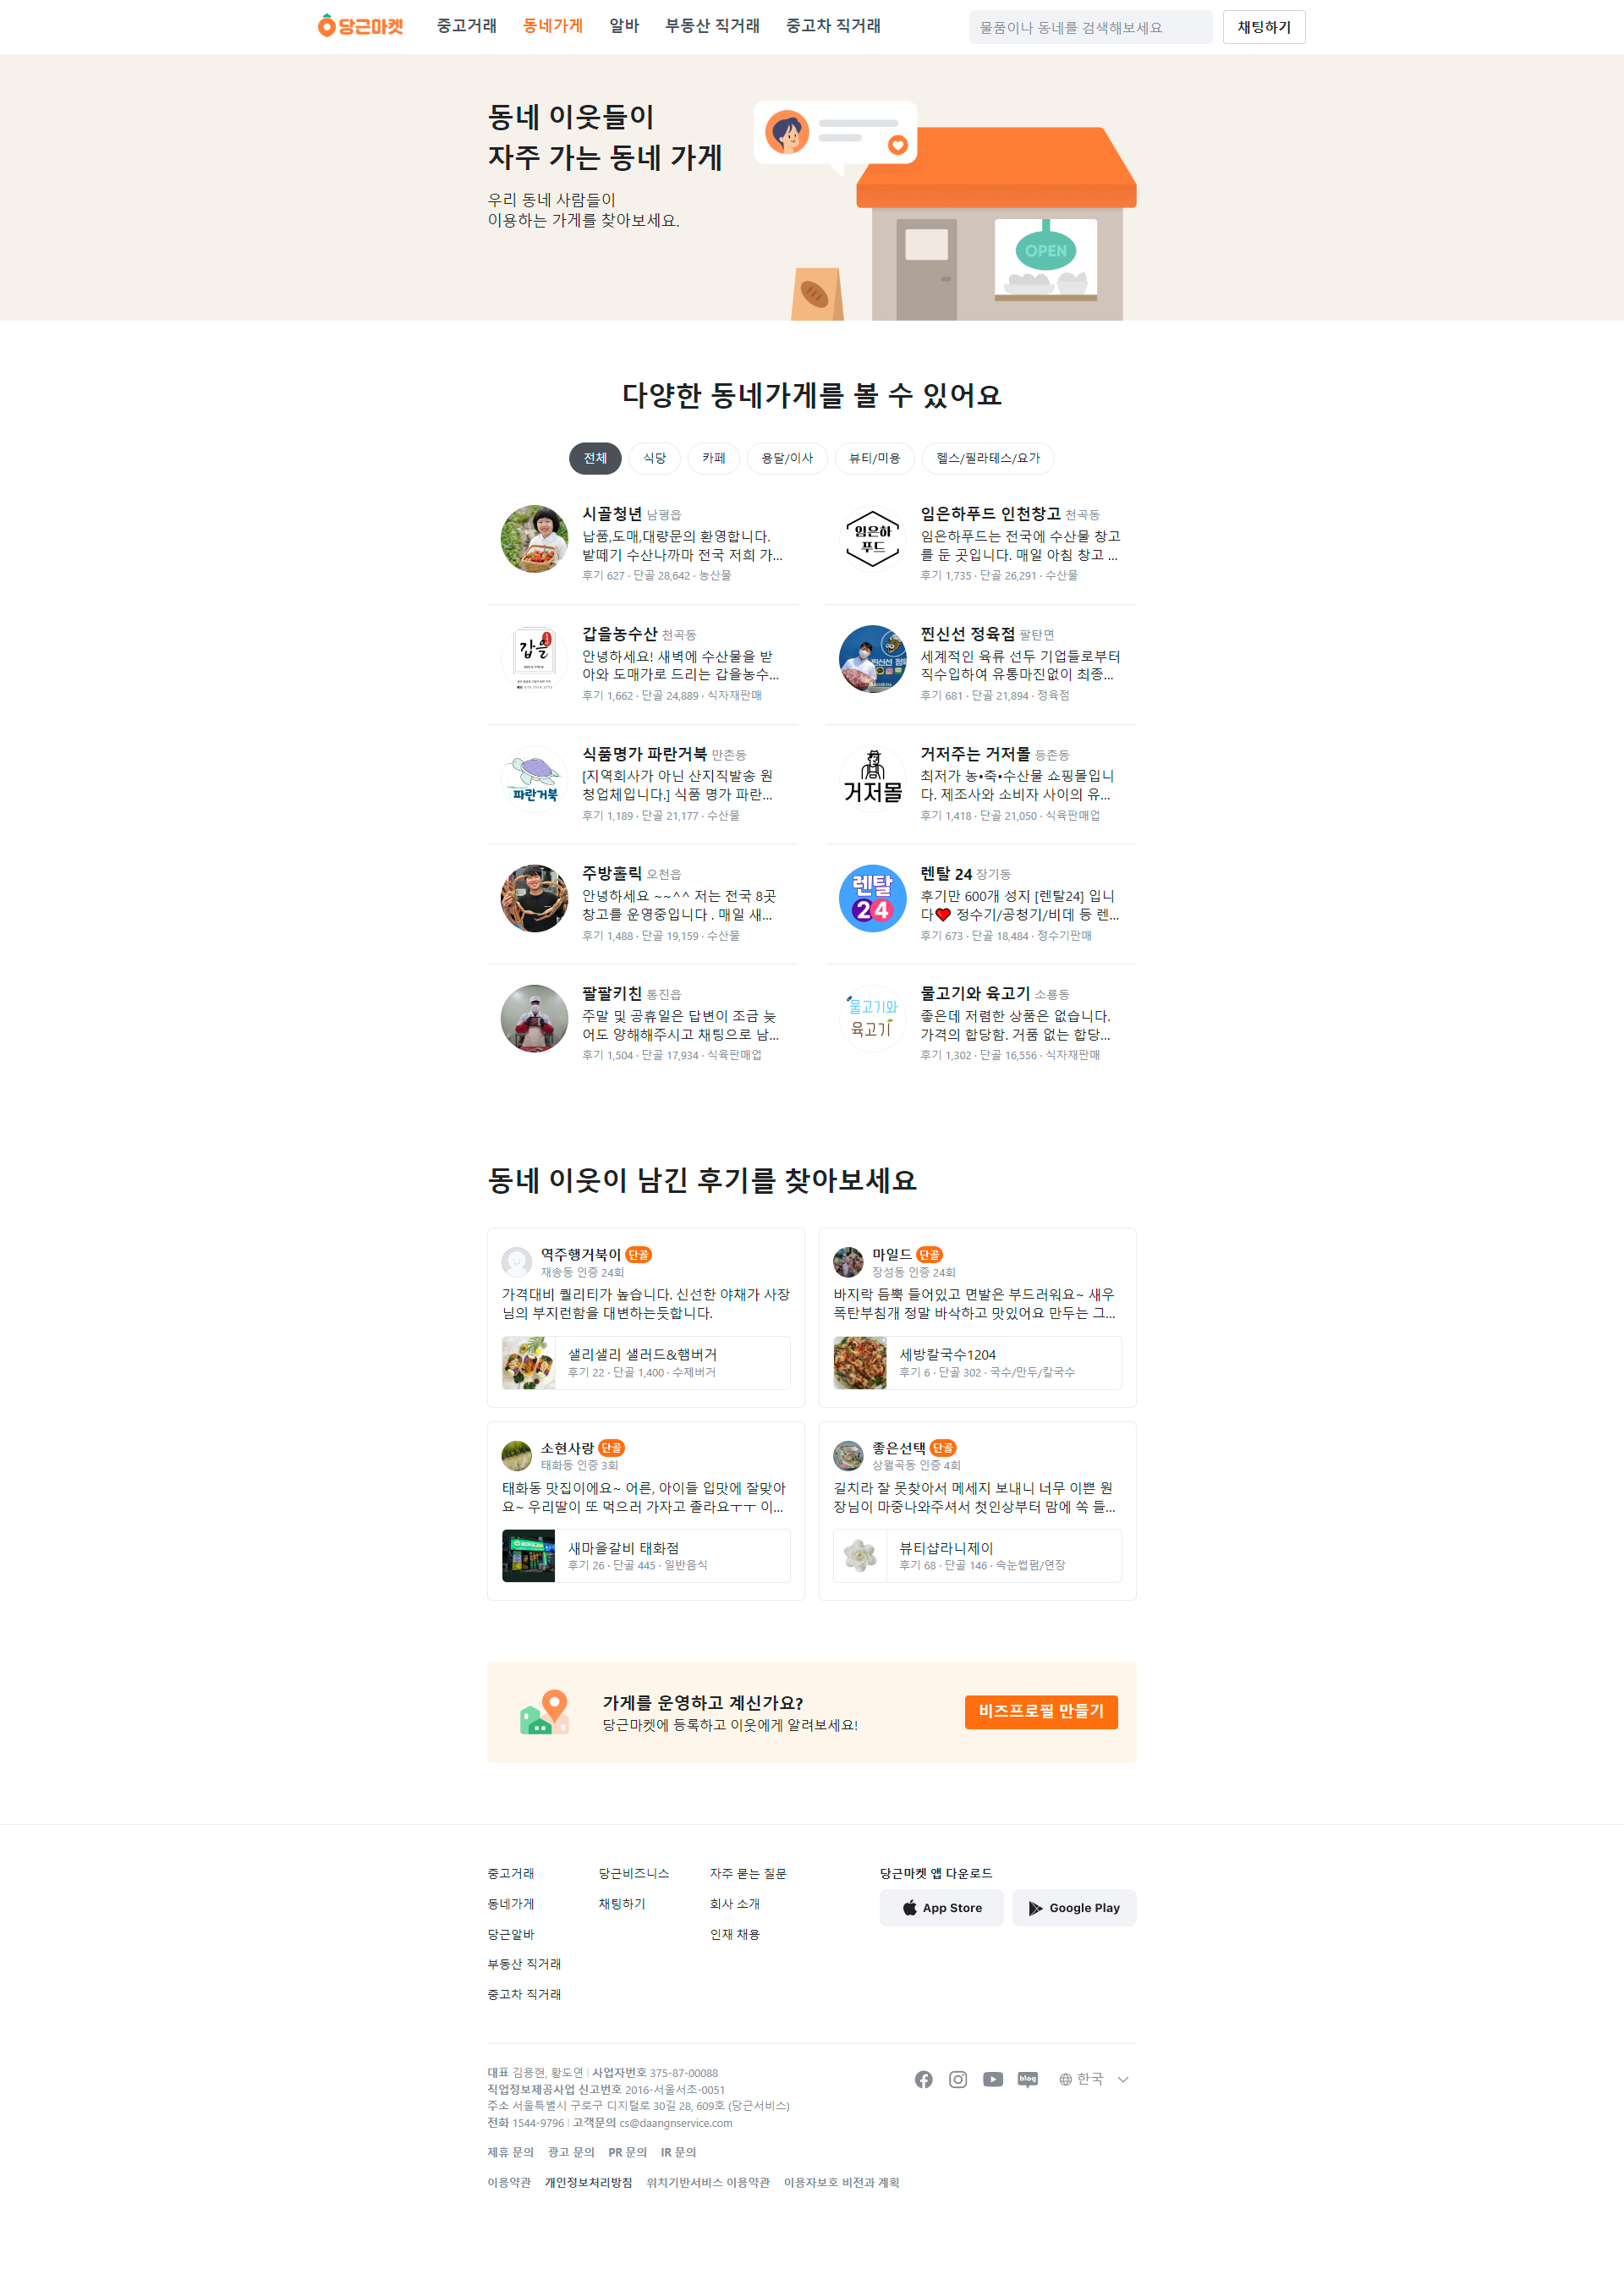 당근마켓
중고거래
동네가게
알바
부동산 직거래
중고차 직거래
물품이나 동네를 검색해보세요
채팅하기
동네 이웃들이
자주 가는 동네 가게
우리 동네 사람들이
이용하는 가게를 찾아보세요.
OPEN
다양한 동네가게를 볼 수 있어요
전체
식당
카페
용달/이사
뷰티/미용
헬스/필라테스/요가
시골청년 남평읍
납품,도매,대량문의 환영합니다.
밭떼기 수산나까마 전국 저희 가...
후기 627 · 단골 28,642 · 농산물
임은하
푸드
임은하푸드 인천창고 천곡동
임은하푸드는 전국에 수산물 창고
를 둔 곳입니다. 매일 아침 창고 ...
후기 1,735 · 단골 26,291 · 수산물
갑을
갑을농수산 천곡동
안녕하세요! 새벽에 수산물을 받
아와 도매가로 드리는 갑을농수...
후기 1,662 · 단골 24,889 · 식자재판매
찐신선 정육점 팔탄면
세계적인 육류 선두 기업들로부터
직수입하여 유통마진없이 최종...
후기 681 · 단골 21,894 · 정육점
파란거북
식품명가 파란거북 만촌동
[지역회사가 아닌 산지직발송 원
청업체입니다.] 식품 명가 파란...
후기 1,189 · 단골 21,177 · 수산물
거저몰
거저주는 거저몰 등촌동
최저가 농•축•수산물 쇼핑몰입니
다. 제조사와 소비자 사이의 유...
후기 1,418 · 단골 21,050 · 식육판매업
주방홀릭 오천읍
안녕하세요 ~~^^ 저는 전국 8곳
창고를 운영중입니다 . 매일 새...
후기 1,488 · 단골 19,159 · 수산물
렌탈
24
렌탈 24 장기동
후기만 600개 성지 [렌탈24] 입니
다❤ 정수기/공청기/비데 등 렌...
후기 673 · 단골 18,484 · 정수기판매
팔팔키친 통진읍
주말 및 공휴일은 답변이 조금 늦
어도 양해해주시고 채팅으로 남...
후기 1,504 · 단골 17,934 · 식육판매업
물고기와
육고기
물고기와 육고기 소룡동
좋은데 저렴한 상품은 없습니다.
가격의 합당함. 거품 없는 합당...
후기 1,302 · 단골 16,556 · 식자재판매
동네 이웃이 남긴 후기를 찾아보세요
역주행거북이 단골
재송동 인증 24회
가격대비 퀄리티가 높습니다. 신선한 야채가 사장
님의 부지런함을 대변하는듯합니다.
샐리샐리 샐러드&햄버거
후기 22 · 단골 1,400 · 수제버거
마일드 단골
장성동 인증 24회
바지락 듬뿍 들어있고 면발은 부드러워요~ 새우
폭탄부침개 정말 바삭하고 맛있어요 만두는 그...
세방칼국수1204
후기 6 · 단골 302 · 국수/만두/칼국수
소현사랑 단골
태화동 인증 3회
태화동 맛집이에요~ 어른, 아이들 입맛에 잘맞아
요~ 우리딸이 또 먹으러 가자고 졸라요ㅜㅜ 이...
새마을갈비 태화점
후기 26 · 단골 445 · 일반음식
좋은선택 단골
상월곡동 인증 4회
길치라 잘 못찾아서 메세지 보내니 너무 이쁜 원
장님이 마중나와주셔서 첫인상부터 맘에 쏙 들...
뷰티샵라니제이
후기 68 · 단골 146 · 속눈썹펌/연장
가게를 운영하고 계신가요?
당근마켓에 등록하고 이웃에게 알려보세요!
비즈프로필 만들기
중고거래
동네가게
당근알바
부동산 직거래
중고차 직거래
당근비즈니스
채팅하기
자주 묻는 질문
회사 소개
인재 채용
당근마켓 앱 다운로드
App Store
Google Play
대표 김용현, 황도연 | 사업자번호 375-87-00088
직업정보제공사업 신고번호 2016-서울서초-0051
주소 서울특별시 구로구 디지털로 30길 28, 609호 (당근서비스)
전화 1544-9796 | 고객문의 cs@daangnservice.com
blog
한국
제휴 문의
광고 문의
PR 문의
IR 문의
이용약관
개인정보처리방침
위치기반서비스 이용약관
이용자보호 비전과 계획